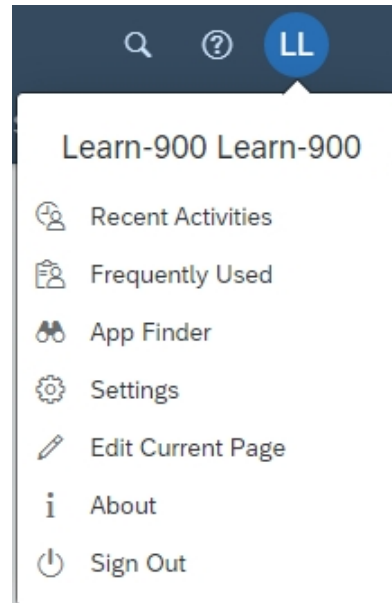 LL
Learn-900 Learn-900
Recent Activities
Frequently Used
App Finder
Settings
Edit Current Page
About
Sign Out